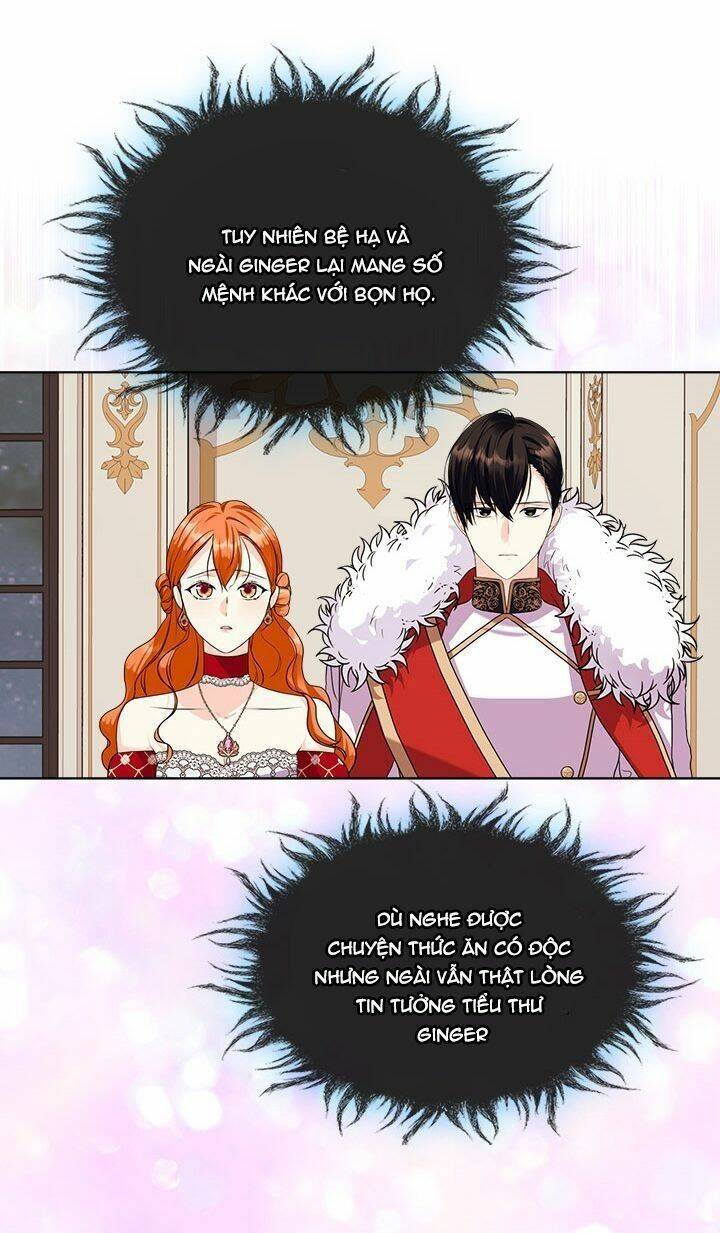 TUY NHIÊN BỆ HẠ VÀ
NGÀI GINGER LẠI MANG SỐ
MỆNH KHÁC VỚI BỌN HỌ.
DÙ NGHE ĐƯỢC
CHUYỆN THỨC ĂN CÓ ĐỘC
NHƯNG NGÀI VẪN THẬT LÒNG
TIN TƯỞNG TIỂU THƯ
GINGER